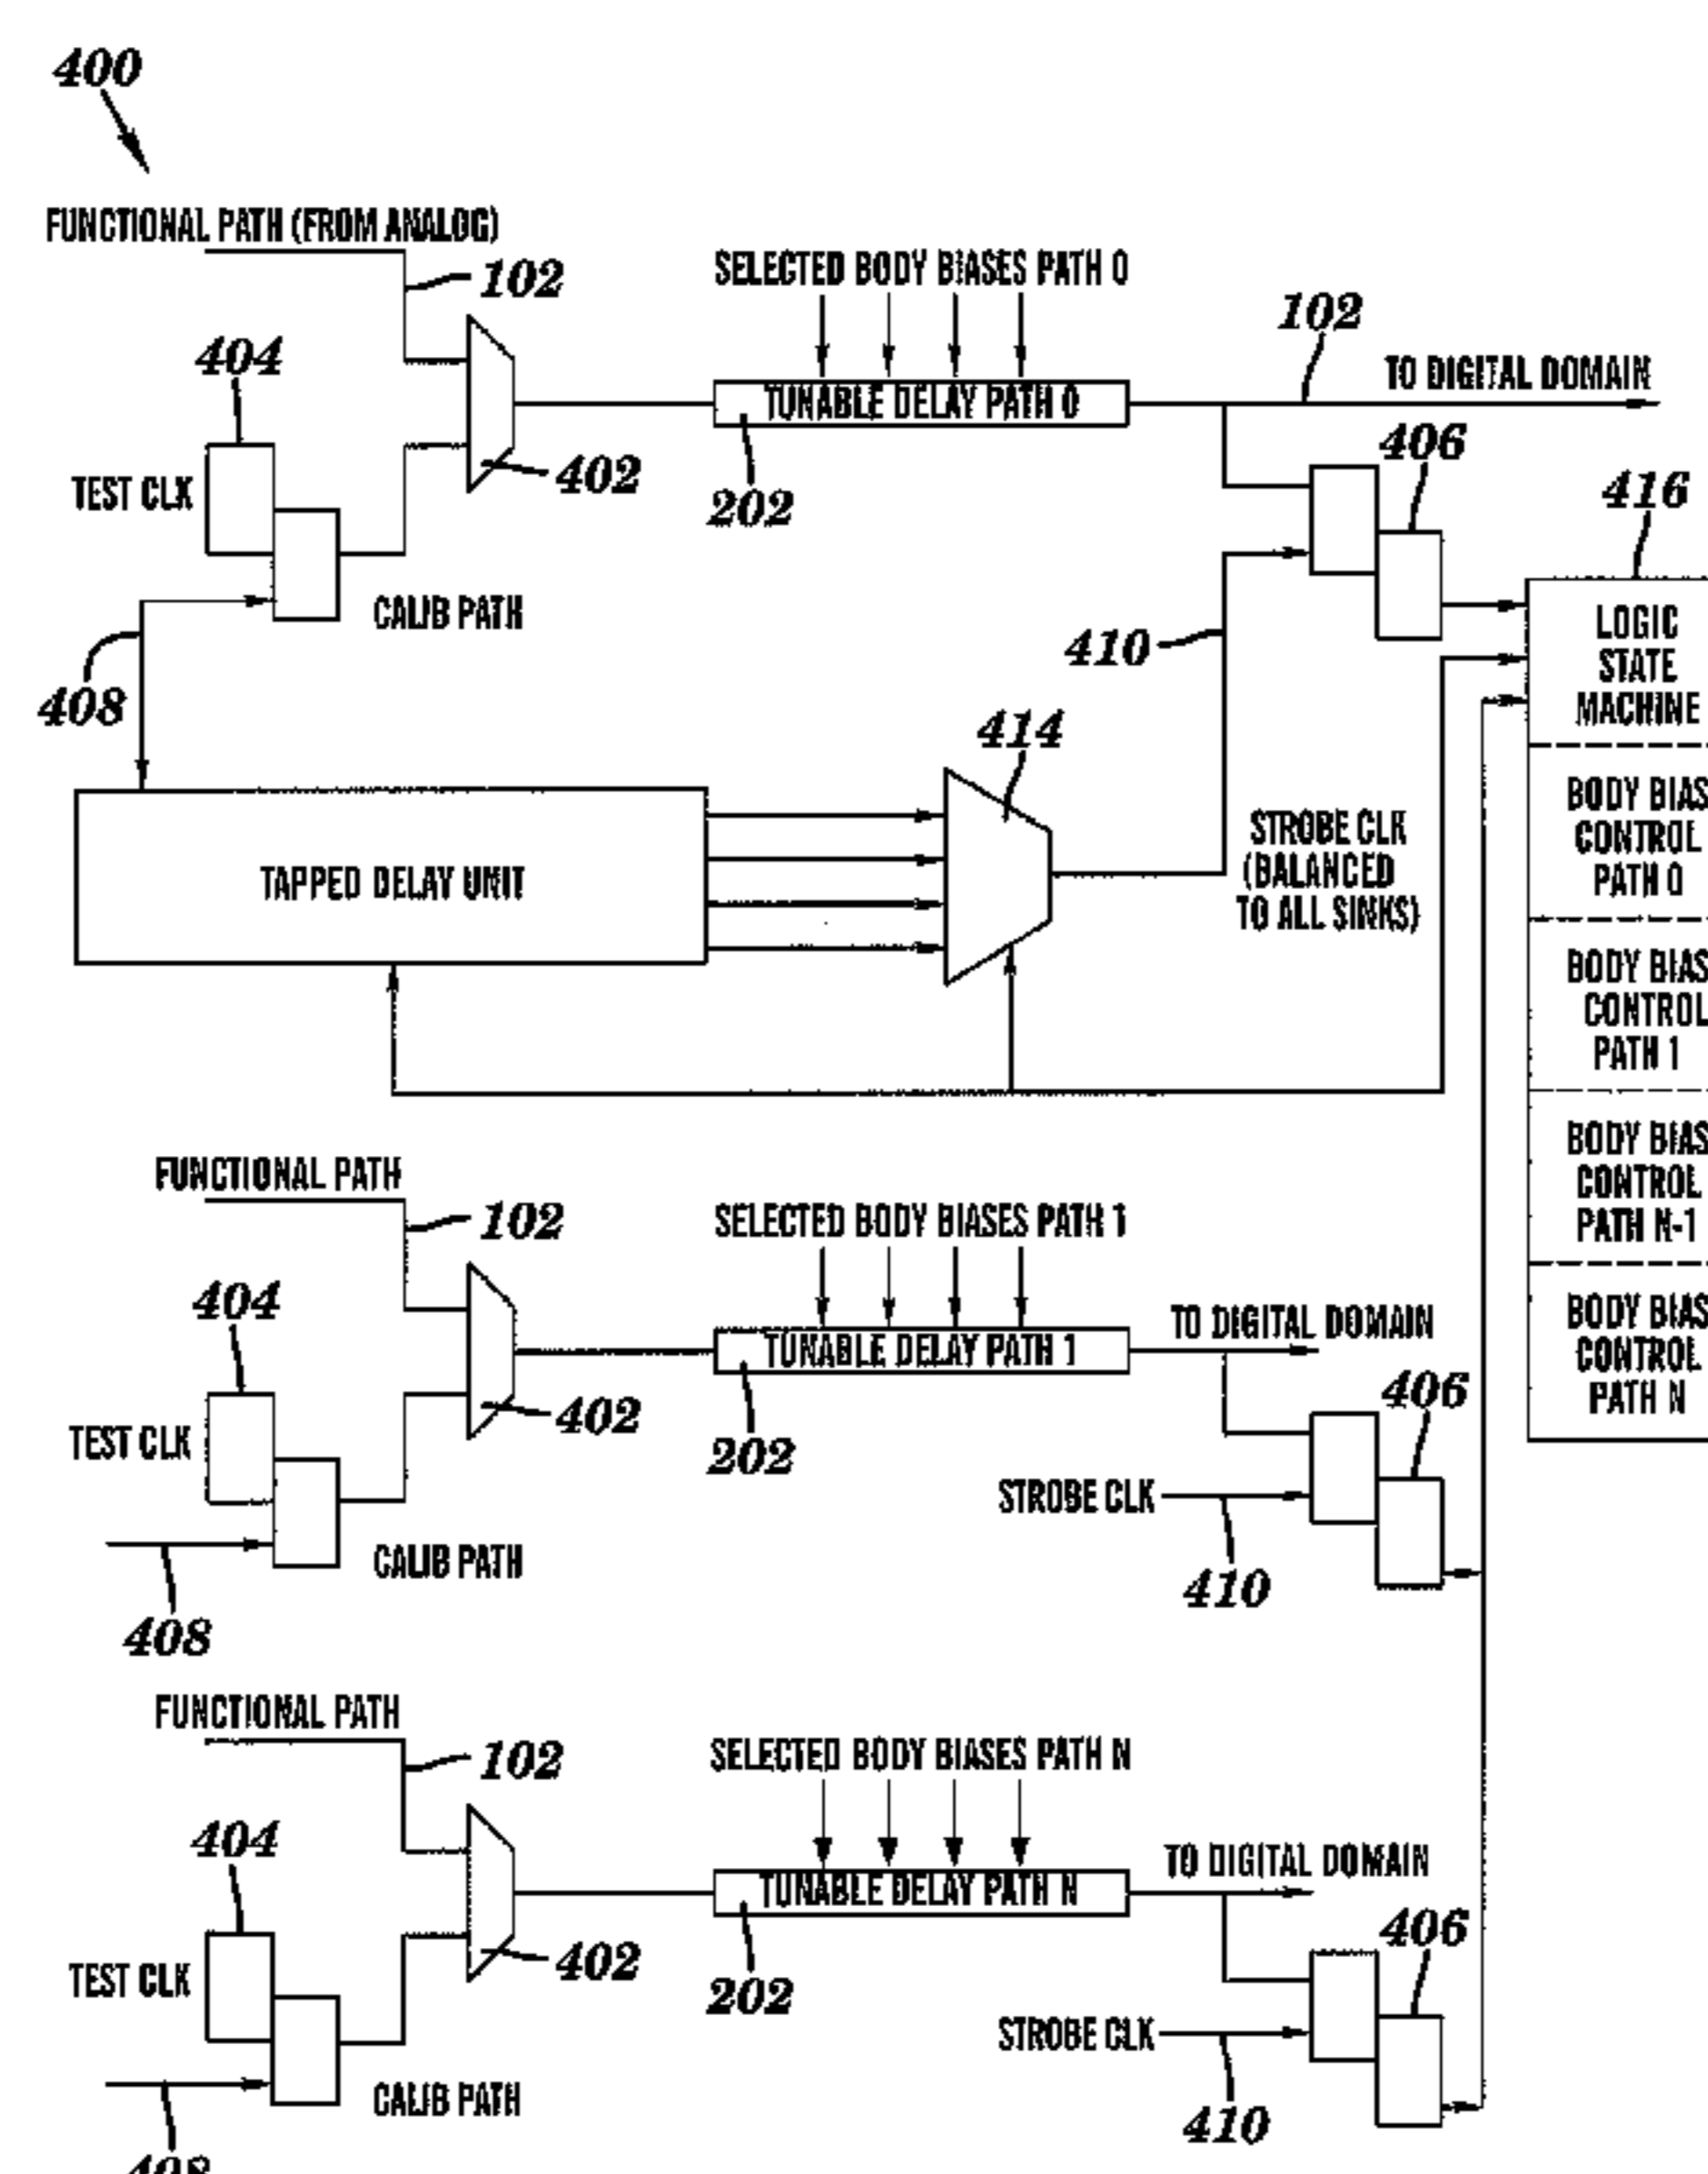 400
FUNCTIONAL PATH (FROM ANALOG)
102
SELECTED BODY BIASES PATH 0
102
404
TO DIGITAL DOMAIN
TUNABLE DELAY PATH 0
406
TEST CLK
402
202
416
CALIB PATH
LOGIC
STATE
MACHINE
410
408
414
BODY BIAS
CONTROL
PATH 0
STROBE CLK
(BALANCED
TO ALL SINKS)
TAPPED DELAY UNIT
BODY BIAS
CONTROL
PATH 1
BODY BIAS
CONTROL
PATH N-1
FUNCTIONAL PATH
102
SELECTED BODY BIASES PATH 1
404
TO DIGITAL DOMAIN
BODY BIAS
CONTROL
PATH N
TUNABLE DELAY PATH 1
406
402
TEST CLK
202
STROBE CLK
CALIB PATH
410
408
FUNCTIONAL PATH
102
SELECTED BODY BIASES PATH N
404
TO DIGITAL DOMAIN
TUNABLE DELAY PATH N
406
402
TEST CLK
202
STROBE CLK
CALIB PATH
410
408